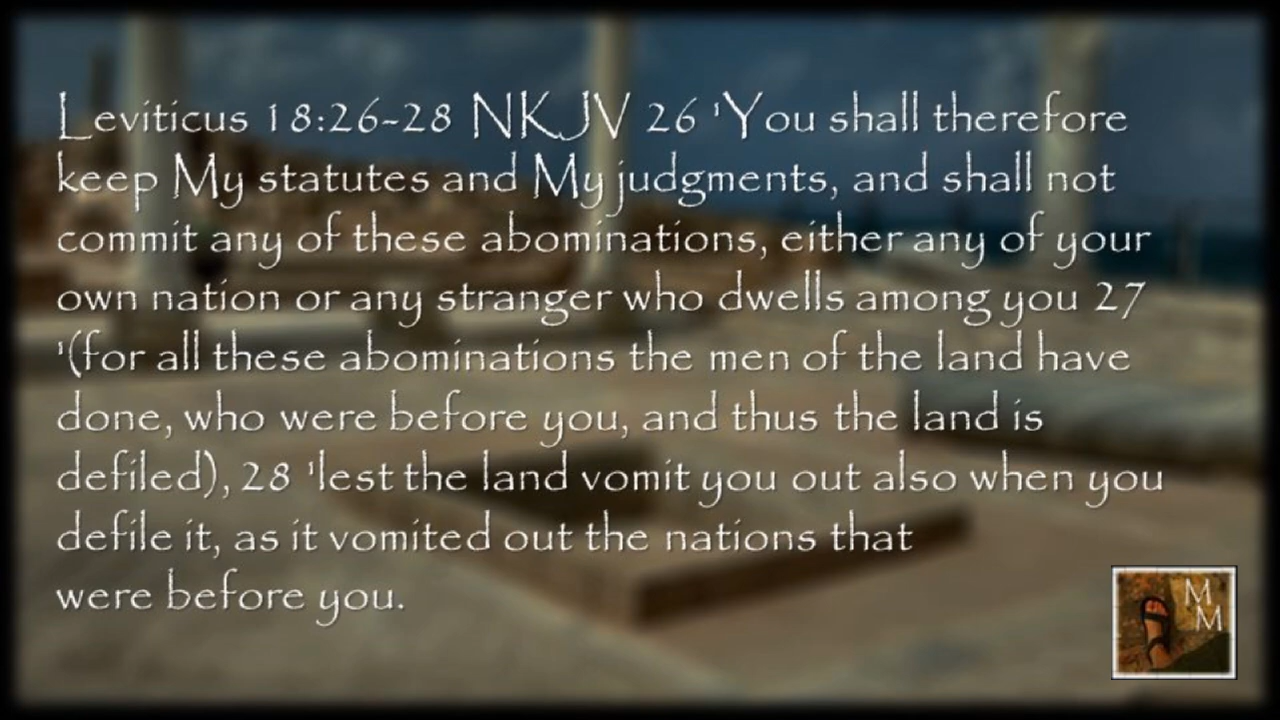 Leviticus 18:26-28 NKJV 26 'You shall therefore
keep My statutes and My judgments, and shall not
commit any of these abominations, either any of your
own nation or any stranger who dwells among you 27
'(for all these abominations the men of the land have
done, who were before you, and thus the land is
defiled), 28 'lest the land vomit you out also when you
defile it, as it vomited out the nations that
were before you.
M
M